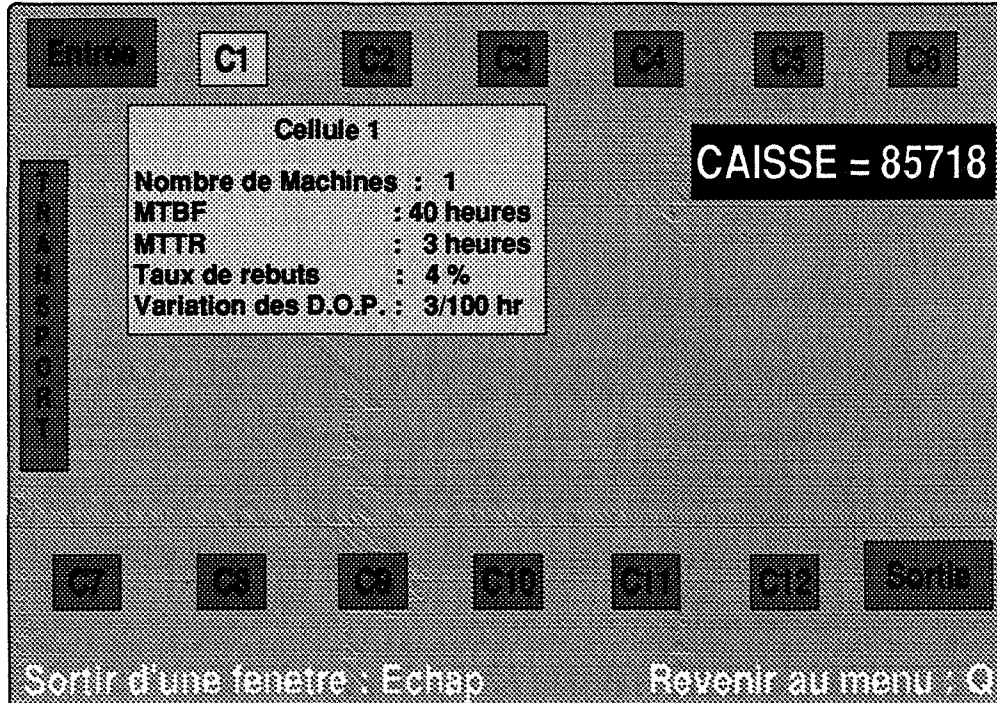 Entrée C1 C2 C3 C4 C5 C6
Cellule 1
CAISSE = 85718
Nombre de Machines : 1
MTBF : 40 heures
MTTR : 3 heures
Taux de rebuts : 4 %
Variation des D.O.P. : 3/100 hr
TRANSPORT
C7 C8 C9 C10 C11 C12 Sortie
Sortir d'une fenetre : Echap
Revenir au menu : Q